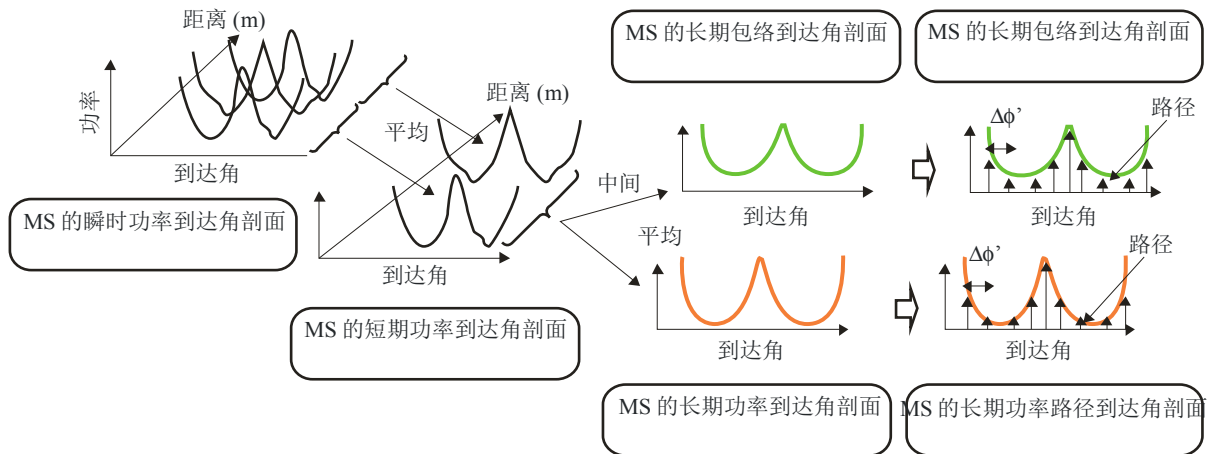 距离 (m)
功率
到达角
MS 的瞬时功率到达角剖面
平均
距离 (m)
到达角
MS 的短期功率到达角剖面
中间
平均
MS 的长期包络到达角剖面
到达角
MS 的长期包络到达角剖面
Δϕ’
路径
到达角
到达角
MS 的长期功率到达角剖面
Δϕ’
路径
到达角
MS 的长期功率路径到达角剖面